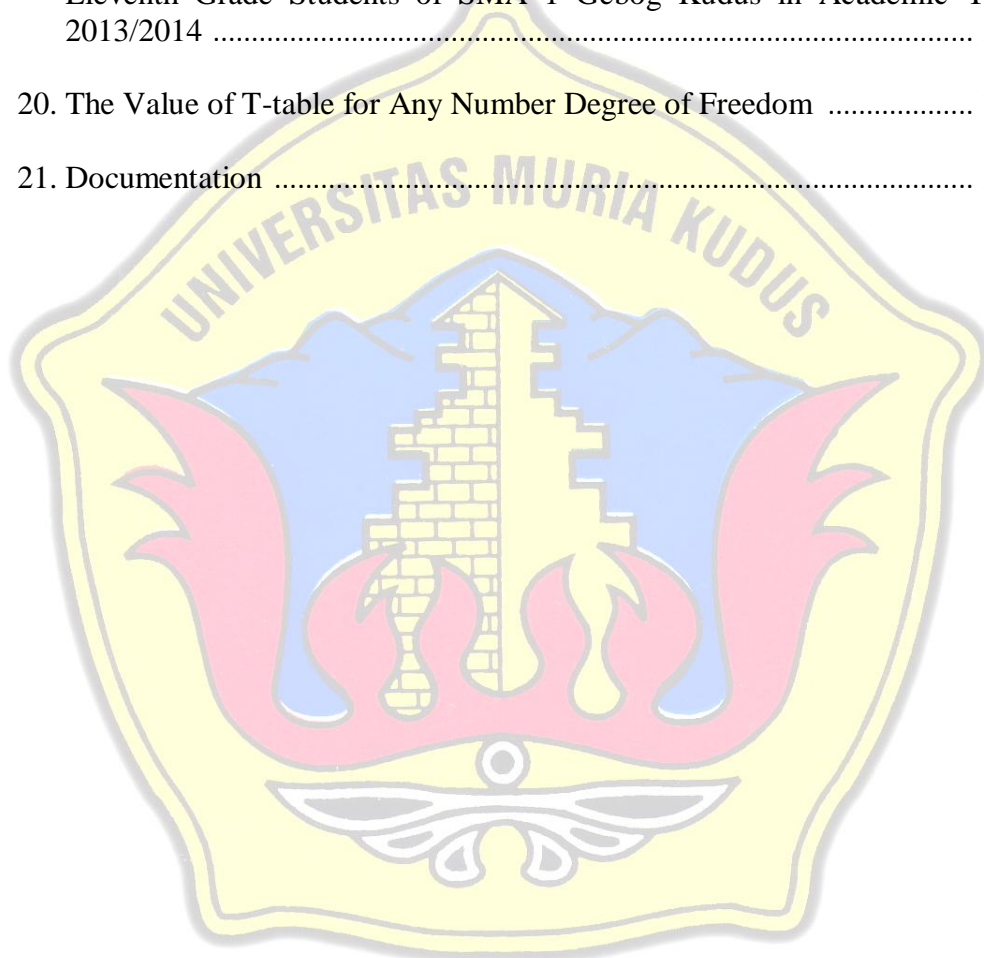 Eleventh Grade Students of SMA 1 Gebog Kudus in Academic
2013/2014 ....................................................................................................
20. The Value of T-table for Any Number Degree of Freedom ...................
21. Documentation ...........................................................................................
UNIVERSITAS MURIA KUDUS